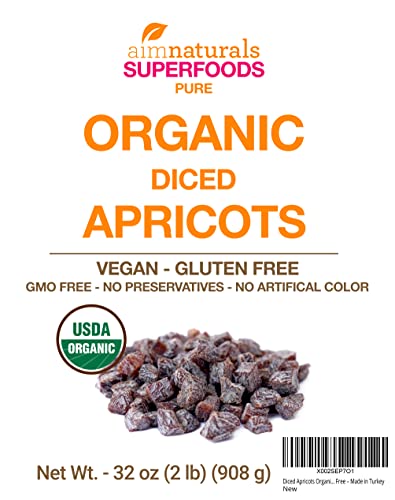 aimnaturals
SUPERFOODS
PURE
ORGANIC
DICED
APRICOTS
VEGAN - GLUTEN FREE
GMO FREE - NO PRESERVATIVES - NO ARTIFICAL COLOR
USDA
ORGANIC
Net Wt. - 32 oz (2 lb) (908 g)
X002SEP7O1
Diced Apricots Organi... Free - Made in Turkey
New